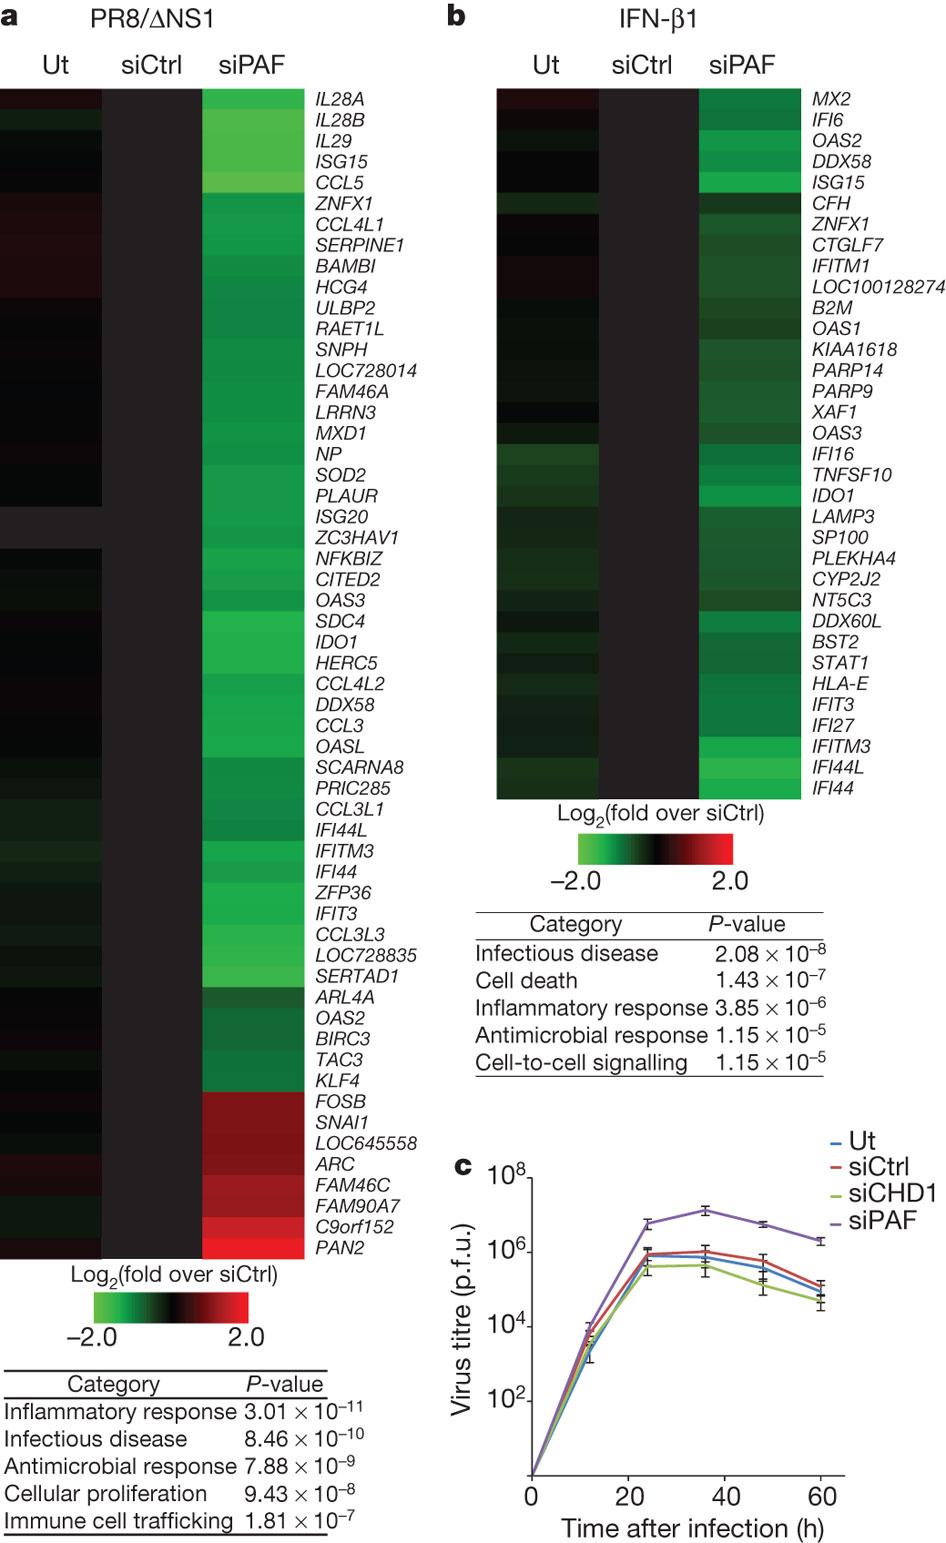 a
PR8/ΔNS1
Ut siCtrl siPAF
IL28A
IL28B
IL29
ISG15
CCL5
ZNFX1
CCL4L1
SERPINE1
BAMBI
HCG4
ULBP2
RAET1L
SNPH
LOC728014
FAM46A
LRRN3
MXD1
NP
SOD2
PLAUR
ISG20
ZC3HAV1
NFKBIZ
CITED2
OAS3
SDC4
IDO1
HERC5
CCL4L2
DDX58
CCL3
OASL
SCARNA8
PRIC285
CCL3L1
IFI44L
IFITM3
IFI44
ZFP36
IFIT3
CCL3L3
LOC728835
SERTAD1
ARL4A
OAS2
BIRC3
TAC3
KLF4
FOSB
SNAI1
LOC645558
ARC
FAM46C
FAM90A7
C9orf152
PAN2
Log2(fold over siCtrl)
–2.0 2.0
Category P-value
Inflammatory response 3.01 × 10–11
Infectious disease 8.46 × 10–10
Antimicrobial response 7.88 × 10–9
Cellular proliferation 9.43 × 10–8
Immune cell trafficking 1.81 × 10–7
b
IFN-β1
Ut siCtrl siPAF
MX2
IFI6
OAS2
DDX58
ISG15
CFH
ZNFX1
CTGLF7
IFITM1
LOC100128274
B2M
OAS1
KIAA1618
PARP14
PARP9
XAF1
OAS3
IFI16
TNFSF10
IDO1
LAMP3
SP100
PLEKHA4
CYP2J2
NT5C3
DDX60L
BST2
STAT1
HLA-E
IFIT3
IFI27
IFITM3
IFI44L
IFI44
Log2(fold over siCtrl)
–2.0 2.0
Category P-value
Infectious disease 2.08 × 10–8
Cell death 1.43 × 10–7
Inflammatory response 3.85 × 10–6
Antimicrobial response 1.15 × 10–5
Cell-to-cell signalling 1.15 × 10–5
c
Ut
siCtrl
siCHD1
siPAF
Virus titre (p.f.u.)
108
106
104
102
0 20 40 60
Time after infection (h)